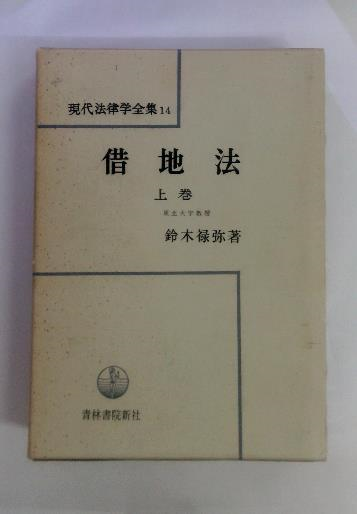 現代法律学全集14
借地法
上巻
東北大学教授
鈴木禄弥著
青林書院新社